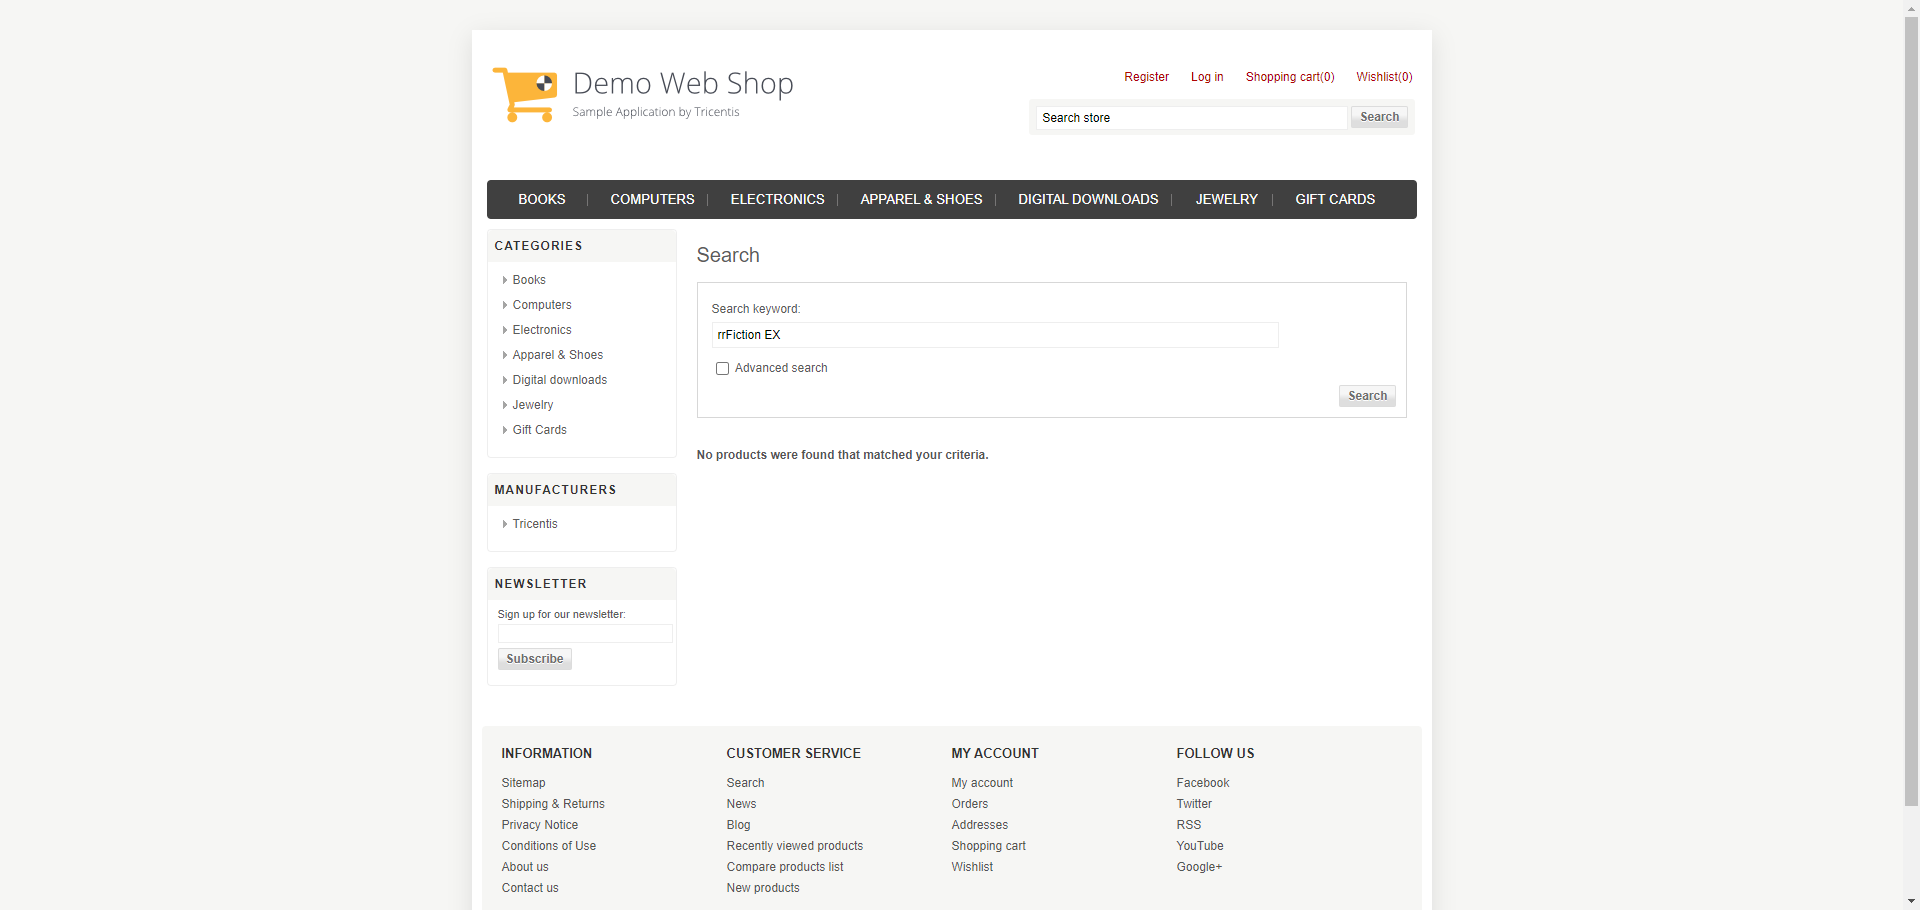 Demo Web Shop
Sample Application by Tricentis
Register Log in Shopping cart(0) Wishlist(0)
Search store Search
BOOKS COMPUTERS ELECTRONICS APPAREL & SHOES DIGITAL DOWNLOADS JEWELRY GIFT CARDS
CATEGORIES
Books
Computers
Electronics
Apparel & Shoes
Digital downloads
Jewelry
Gift Cards
MANUFACTURERS
Tricentis
NEWSLETTER
Sign up for our newsletter:
Subscribe
Search
Search keyword:
rrFiction EX
Advanced search
Search
No products were found that matched your criteria.
INFORMATION
Sitemap
Shipping & Returns
Privacy Notice
Conditions of Use
About us
Contact us
CUSTOMER SERVICE
Search
News
Blog
Recently viewed products
Compare products list
New products
MY ACCOUNT
My account
Orders
Addresses
Shopping cart
Wishlist
FOLLOW US
Facebook
Twitter
RSS
YouTube
Google+